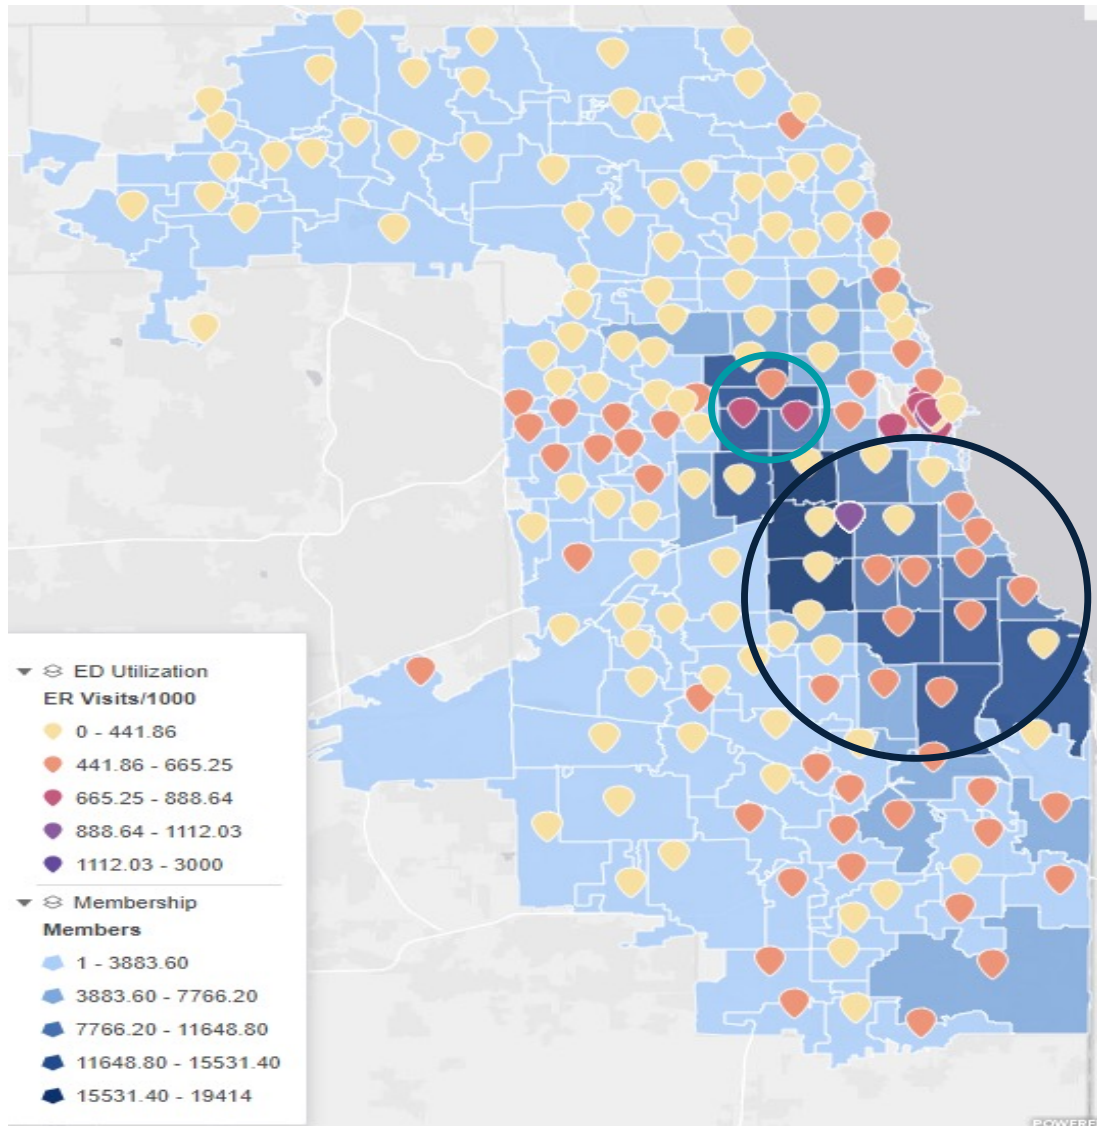 ED Utilization
ER Visits/1000
0 - 441.86
441.86 - 665.25
665.25 - 888.64
888.64 - 1112.03
1112.03 - 3000
Membership
Members
1 - 3883.60
3883.60 - 7766.20
7766.20 - 11648.80
11648.80 - 15531.40
15531.40 - 19414
POWERE